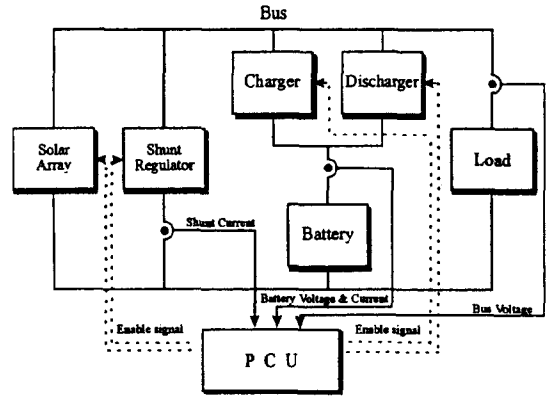 Bus
Charger
Discharger
Solar
Array
Shunt
Regulator
Load
Battery
Shunt Current
Battery Voltage & Current
Bus Voltage
Enable signal
Enable signal
P C U